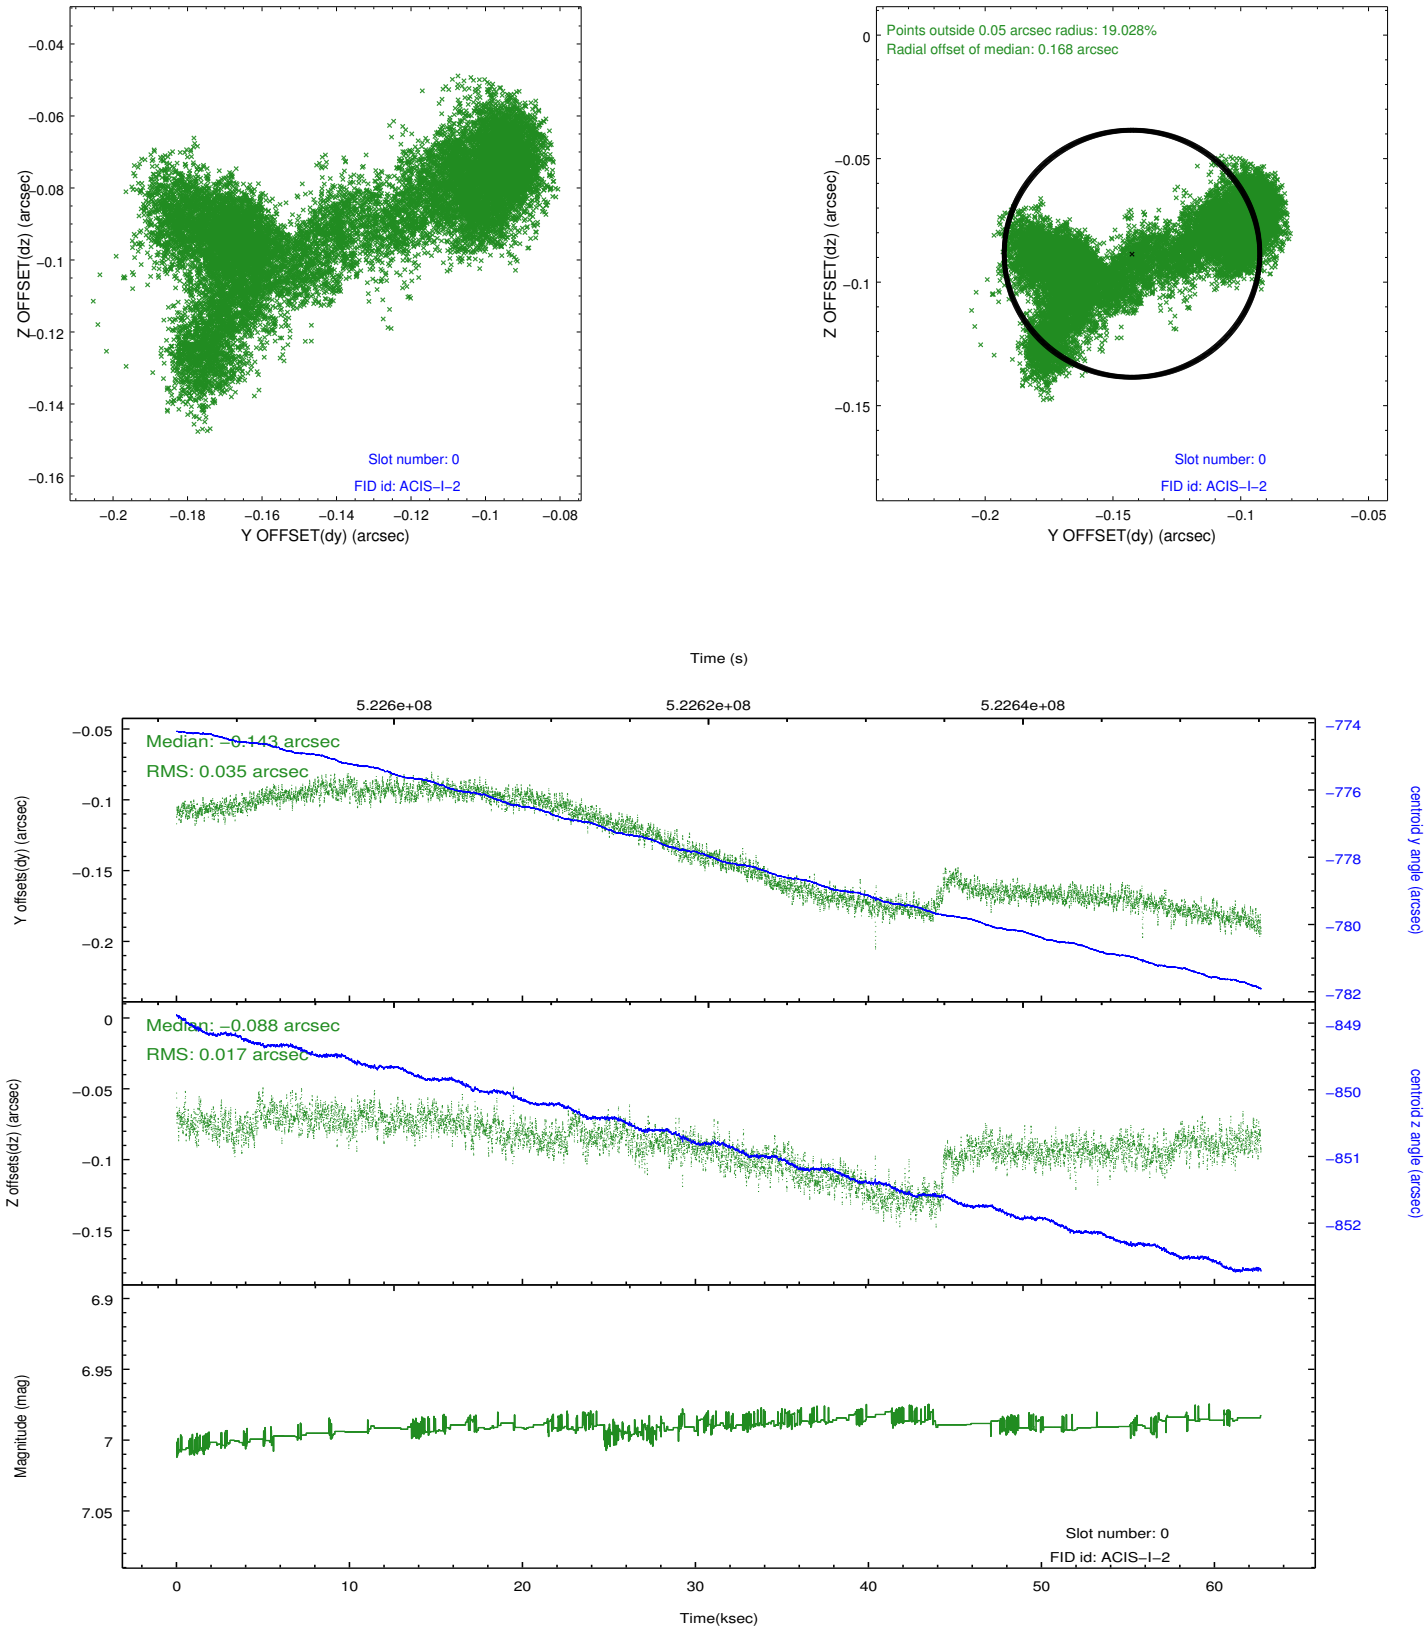 −0.04
−0.06
−0.08
−0.1
−0.12
−0.14
−0.16
Z OFFSET(dz) (arcsec)
Slot number: 0
FID id: ACIS−I−2
−0.2 −0.18 −0.16 −0.14 −0.12 −0.1 −0.08
Y OFFSET(dy) (arcsec)
Points outside 0.05 arcsec radius: 19.028%
Radial offset of median: 0.168 arcsec
0
−0.05
−0.1
−0.15
Z OFFSET(dz) (arcsec)
Slot number: 0
FID id: ACIS−I−2
−0.2 −0.15 −0.1 −0.05
Y OFFSET(dy) (arcsec)
Time (s)
5.226e+08 5.2262e+08 5.2264e+08
Median: −0.143 arcsec
RMS: 0.035 arcsec
−0.05
−0.1
−0.15
−0.2
Y offsets(dy) (arcsec)
−774
−776
−778
−780
−782
centroid y angle (arcsec)
Median: −0.088 arcsec
RMS: 0.017 arcsec
0
−0.05
−0.1
−0.15
Z offsets(dz) (arcsec)
−849
−850
−851
−852
centroid z angle (arcsec)
6.9
6.95
7
7.05
Magnitude (mag)
Slot number: 0
FID id: ACIS−I−2
0 10 20 30 40 50 60
Time(ksec)